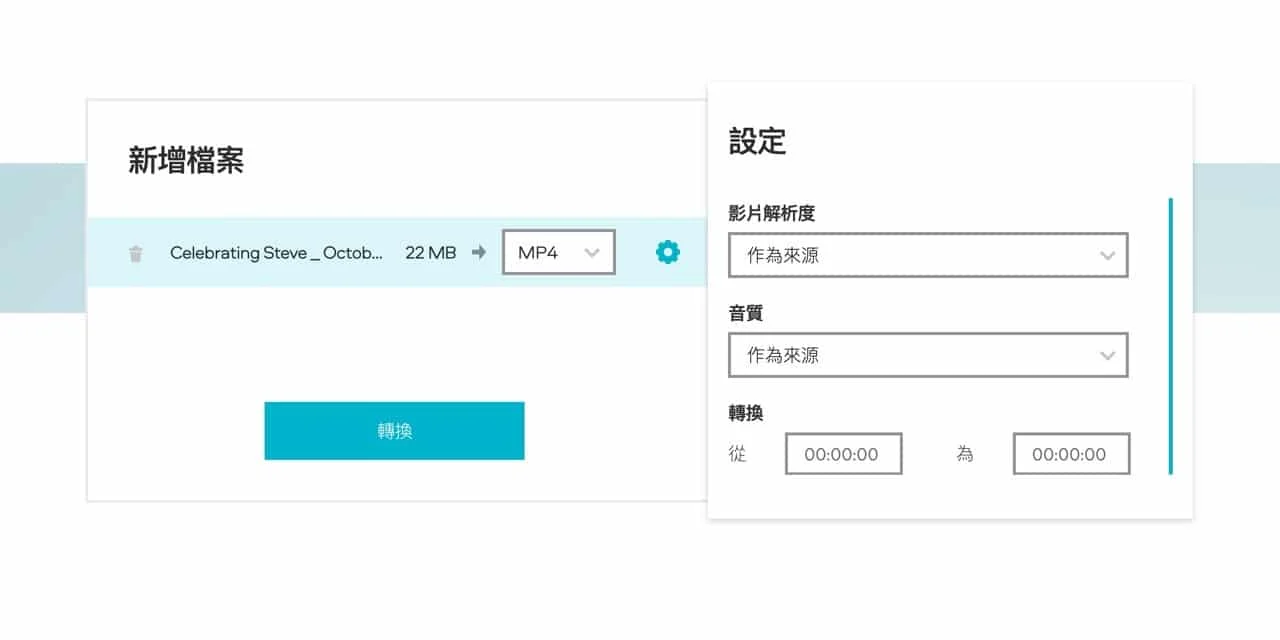 新增檔案
Celebrating Steve _ Octob... 22 MB MP4
轉換
設定
影片解析度
作為來源
音質
作為來源
轉換
從 00:00:00 為 00:00:00